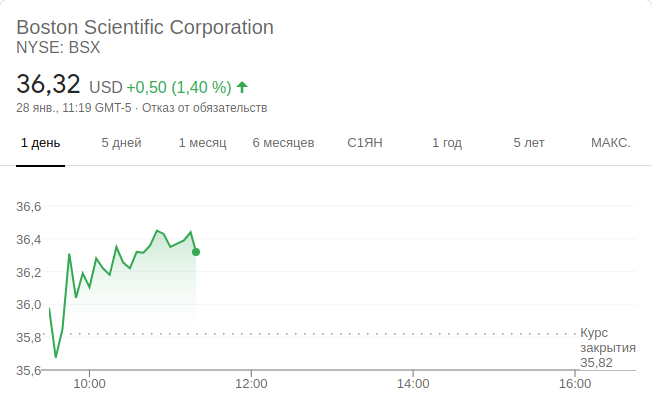 Boston Scientific Corporation
NYSE: BSX
36,32 USD +0,50 (1,40 %)
28 янв., 11:19 GMT-5 · Отказ от обязательств
1 день 5 дней 1 месяц 6 месяцев С1ЯН 1 год 5 лет МАКС.
36,6
36,4
36,2
36,0
35,8
35,6
Курс
закрытия
35,82
10:00 12:00 14:00 16:00